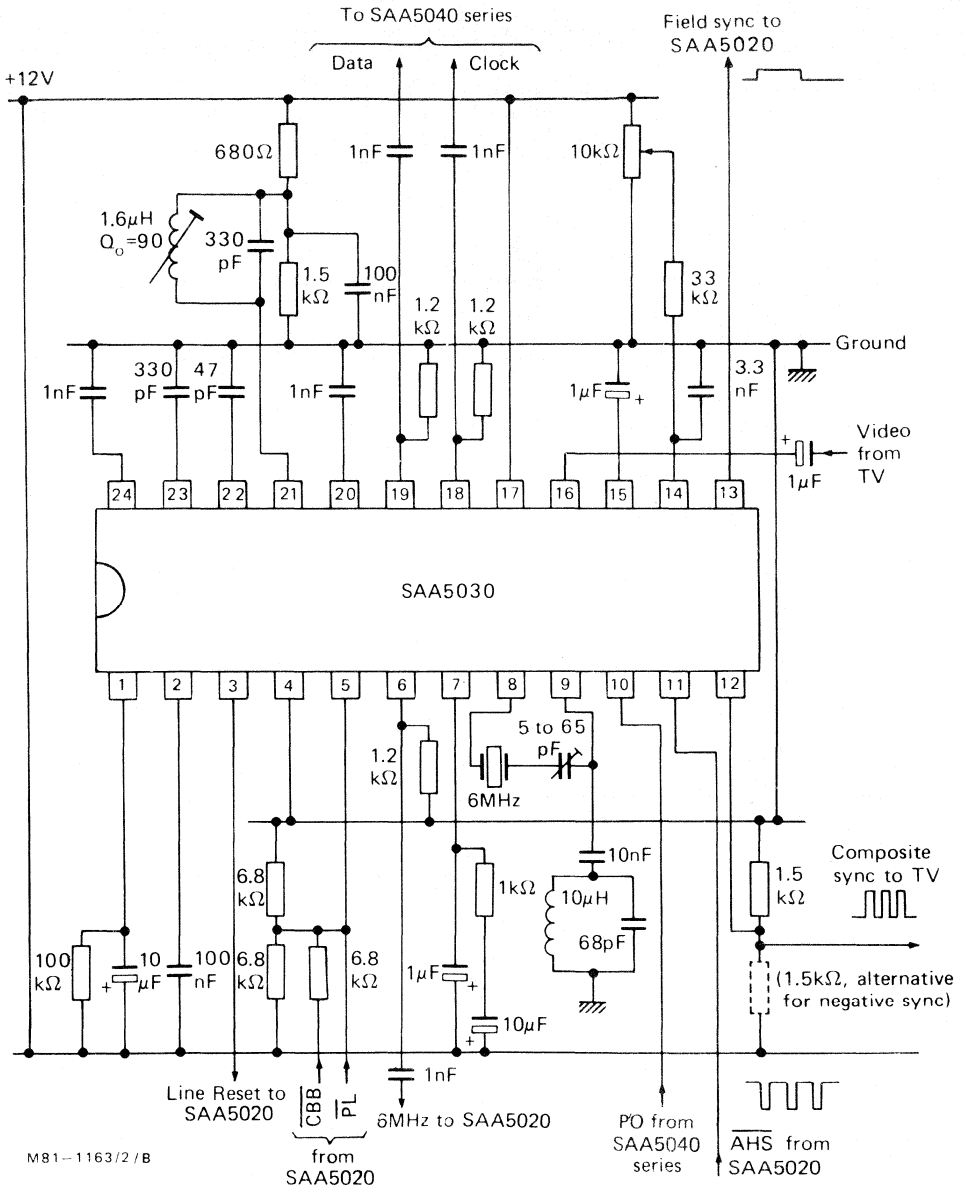 To SAA5040 series
Data
Clock
Field sync to
SAA5020
+12V
680Ω
1nF
1nF
10kΩ
1.6μH
Qo=90
330
pF
1.5
kΩ
100
nF
33
kΩ
1.2
kΩ
1.2
kΩ
Ground
1nF
330
pF
47
pF
1nF
1μF
+
3.3
nF
+
1μF
Video
from
TV
24
23
22
21
20
19
18
17
16
15
14
13
SAA5030
1
2
3
4
5
6
7
8
9
10
11
12
1.2
kΩ
5 to 65
pF
6MHz
10nF
10μH
68pF
1.5
kΩ
Composite
sync to TV
6.8
kΩ
1kΩ
100
kΩ
10
μF
+
100
nF
6.8
kΩ
6.8
kΩ
1μF
+
10μF
+
(1.5kΩ, alternative
for negative sync)
1nF
Line Reset to
SAA5020
CBB
PL
from
SAA5020
6MHz to SAA5020
PO from
SAA5040
series
AHS from
SAA5020
M81–1163/2/B